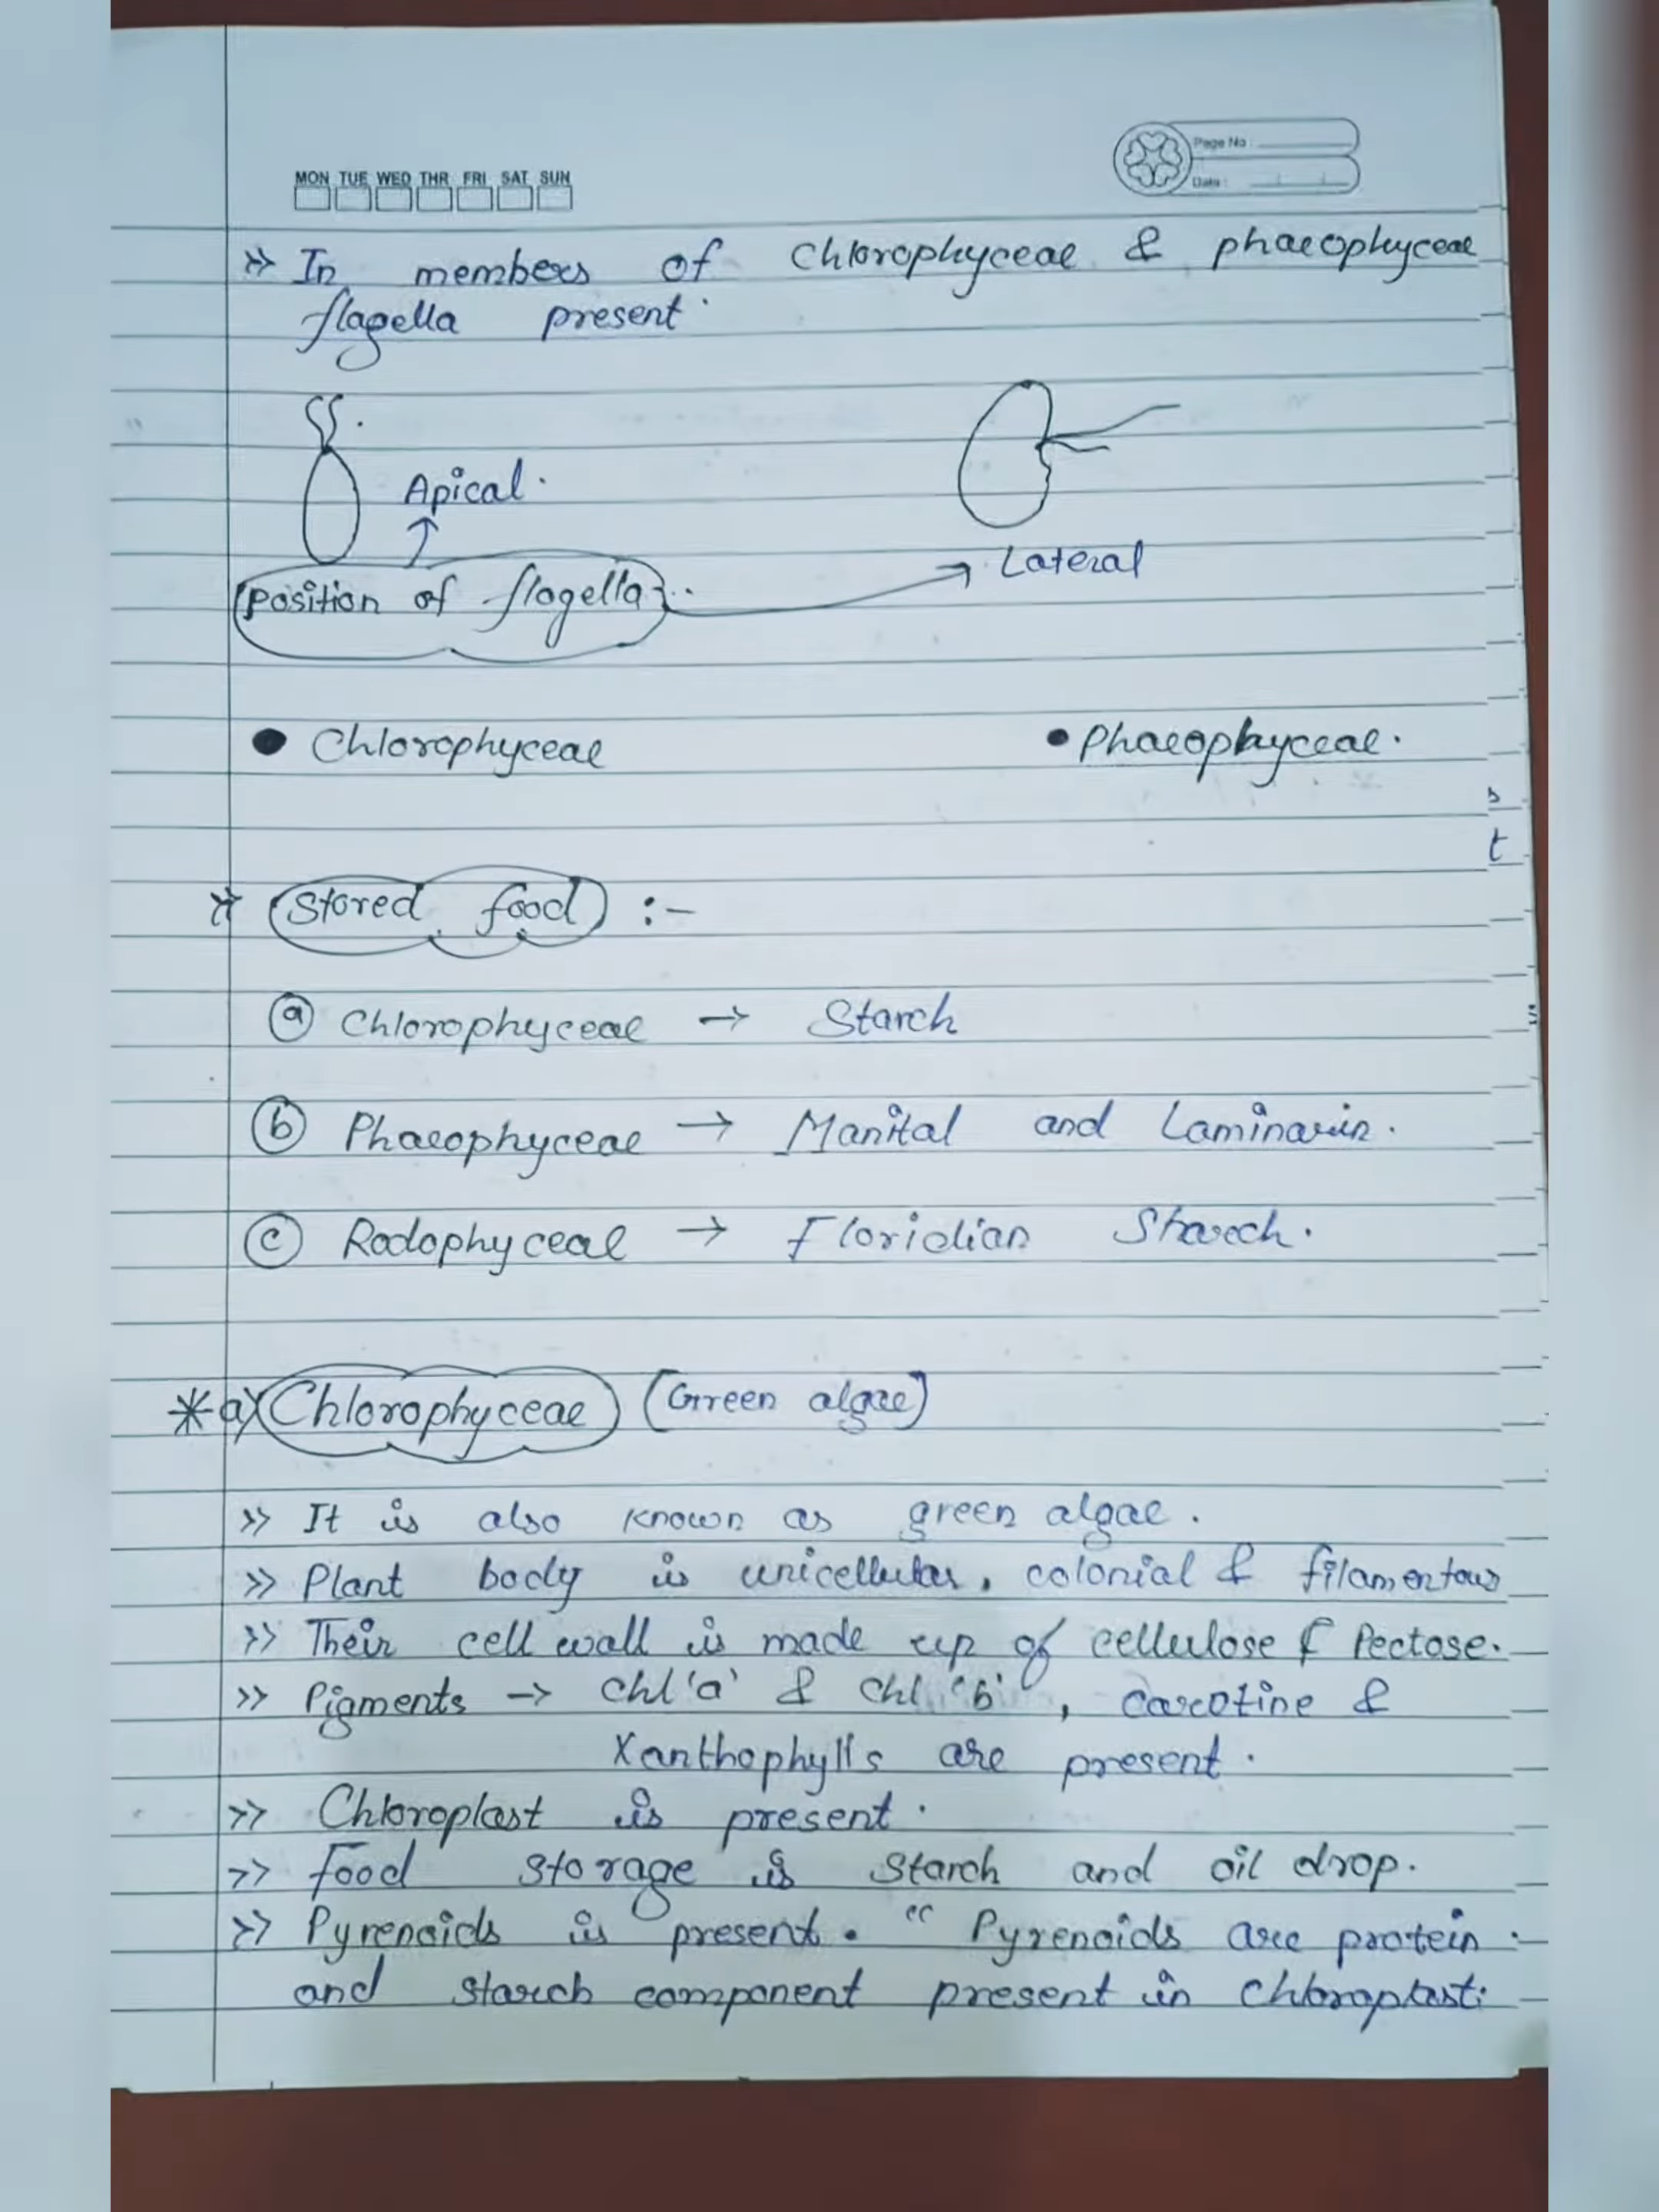 MON TUE WED THR FRI SAT SUN
Page No :
Date :
>> In members of Chlorophyceae & phaeophyceae
flagella present.
Apical.
Lateral
Position of flagella
• Chlorophyceae
• Phaeophyceae.
s
t
Stored food :-
(a) Chlorophyceae → Starch
(b) Phaeophyceae → Manital and Laminarin.
(c) Rodophyceae → Floridian Starch.
* a) Chlorophyceae (Green algae)
>> It is also known as green algae.
>> Plant body is unicellular, colonial & filamentous
>> Their cell wall is made up of cellulose & Pectose.
>> Pigments → chl 'a' & chl 'b', carotine &
Xanthophylls are present.
>> Chloroplast is present.
>> food storage is starch and oil drop.
>> Pyrenoids is present. “ Pyrenoids are protein
and starch component present in chloroplast.